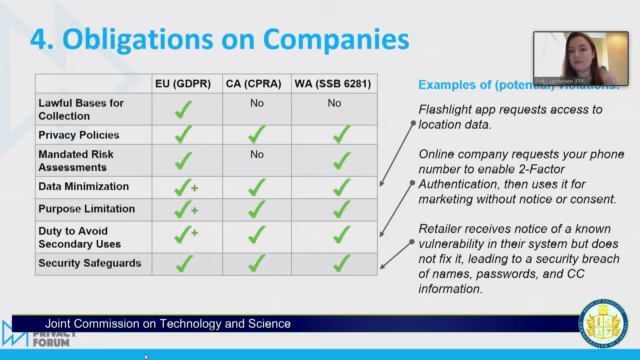 4. Obligations on Companies
EU (GDPR) CA (CPRA) WA (SSB 6281)
Lawful Bases for Collection ✓ No No
Privacy Policies ✓ ✓ ✓
Mandated Risk Assessments ✓ No ✓
Data Minimization ✓+ ✓ ✓
Purpose Limitation ✓+ ✓ ✓
Duty to Avoid Secondary Uses ✓+ ✓ ✓
Security Safeguards ✓ ✓ ✓
Examples of (potential) violations:
Flashlight app requests access to
location data.
Online company requests your phone
number to enable 2-Factor
Authentication, then uses it for
marketing without notice or consent.
Retailer receives notice of a known
vulnerability in their system but does
not fix it, leading to a security breach
of names, passwords, and CC
information.
Joint Commission on Technology and Science
PRIVACY
FORUM